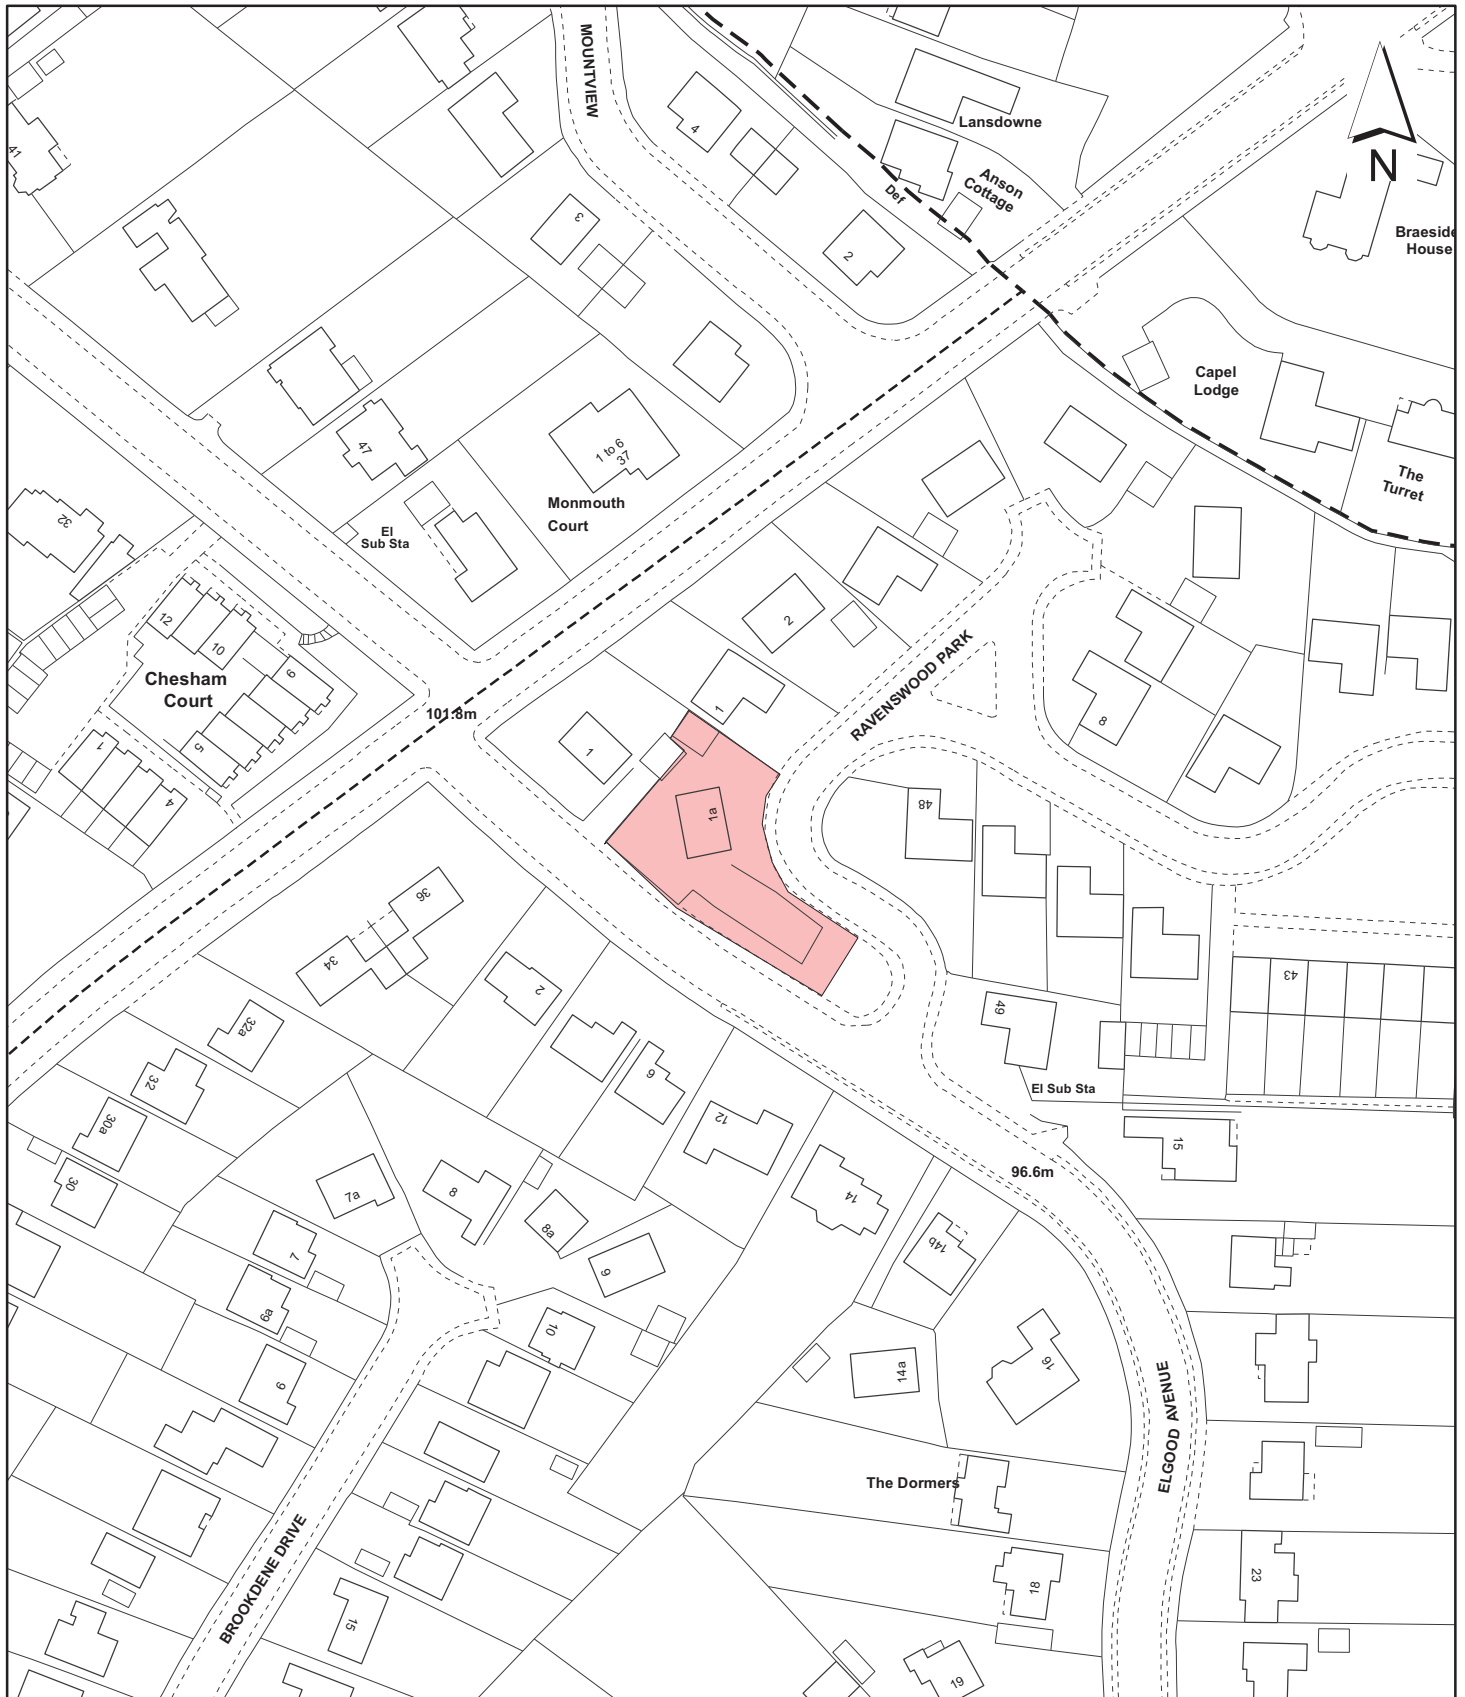 MOUNTVIEW
4
Lansdowne
N
41
Anson
Cottage
Def
3
2
Braeside
House
Capel
Lodge
47
1 to 6
37
The
Turret
Monmouth
Court
32
El
Sub Sta
12
10
2
RAVENSWOOD PARK
Chesham
Court
6
1
101.8m
8
5
1
1
4
1a
48
36
34
43
2
49
32a
6
El Sub Sta
32
30a
12
15
96.6m
30
7a
8
14
8a
14b
7
9
6a
10
16
14a
9
ELGOOD AVENUE
The Dormers
BROOKDENE DRIVE
18
23
15
19